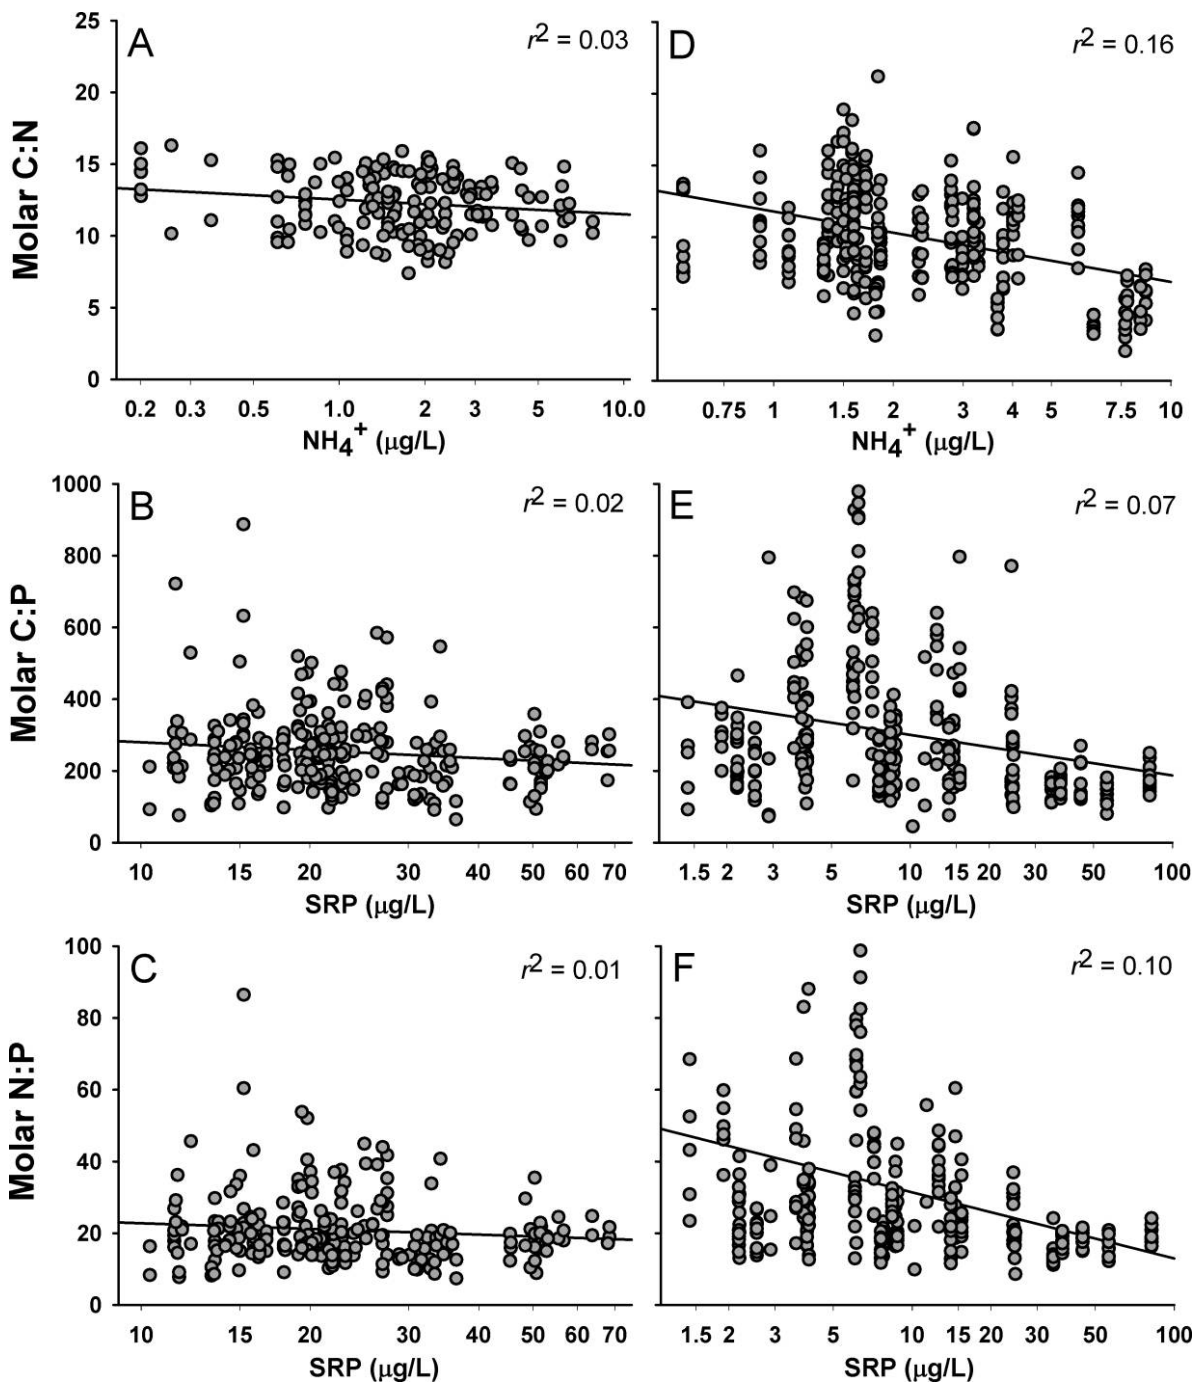 A
r² = 0.03
Molar C:N
25
20
15
10
5
0
0.2 0.3 0.5 1.0 2 3 5 10.0
NH₄⁺ (μg/L)
D
r² = 0.16
0.75 1 1.5 2 3 4 5 7.5 10
NH₄⁺ (μg/L)
B
r² = 0.02
Molar C:P
1000
800
600
400
200
0
10 15 20 30 40 50 60 70
SRP (μg/L)
E
r² = 0.07
1.5 2 3 5 10 15 20 30 50 100
SRP (μg/L)
C
r² = 0.01
Molar N:P
100
80
60
40
20
0
10 15 20 30 40 50 60 70
SRP (μg/L)
F
r² = 0.10
1.5 2 3 5 10 15 20 30 50 100
SRP (μg/L)